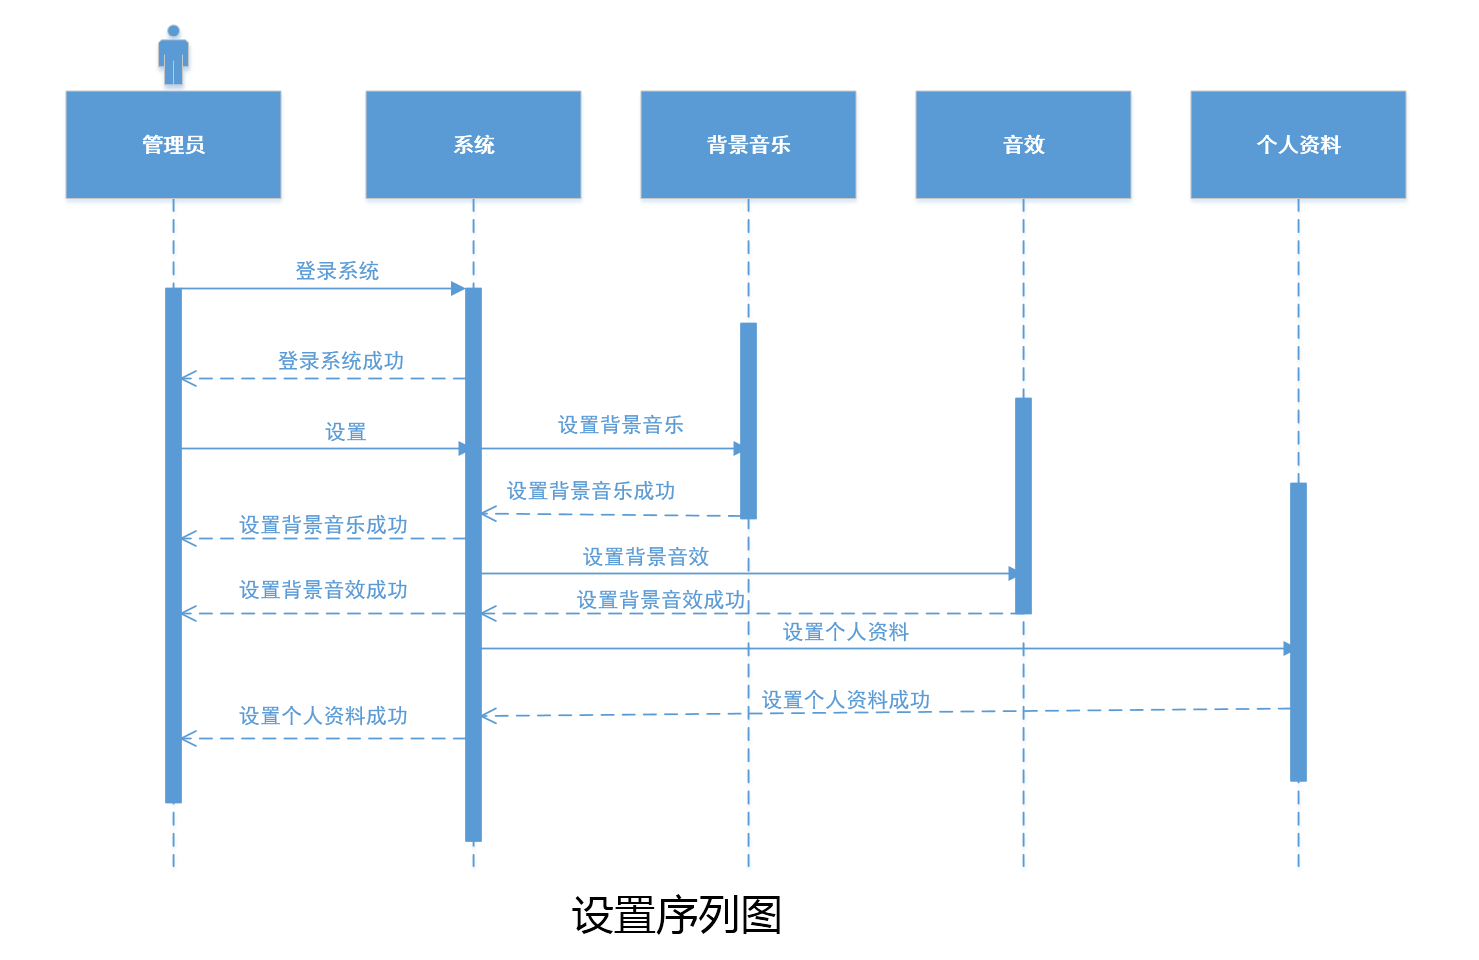 管理员
系统
背景音乐
音效
个人资料
登录系统
登录系统成功
设置
设置背景音乐
设置背景音乐成功
设置背景音乐成功
设置背景音效
设置背景音效成功
设置背景音效成功
设置个人资料
设置个人资料成功
设置个人资料成功
设置序列图